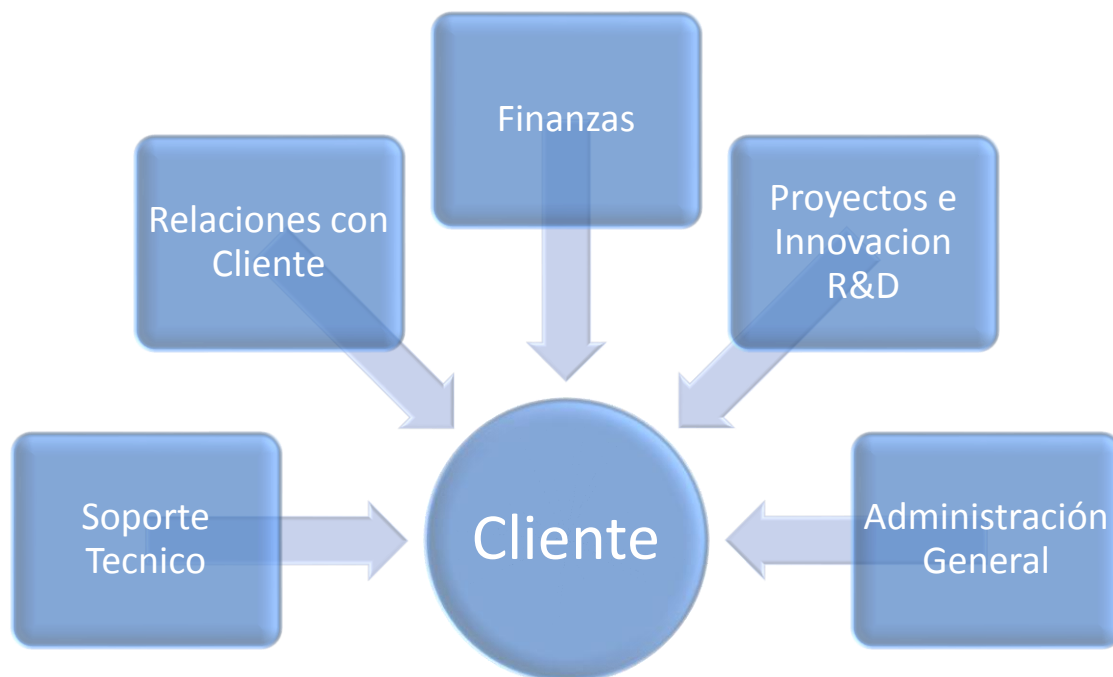 Finanzas
Relaciones con
Cliente
Proyectos e
Innovacion
R&D
Soporte
Tecnico
Cliente
Administración
General